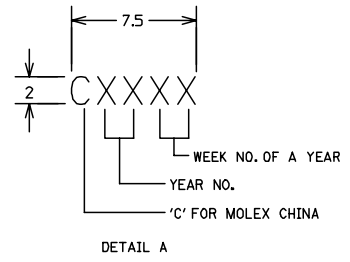 7.5
2
CXXXX
WEEK NO. OF A YEAR
YEAR NO.
'C' FOR MOLEX CHINA
DETAIL A